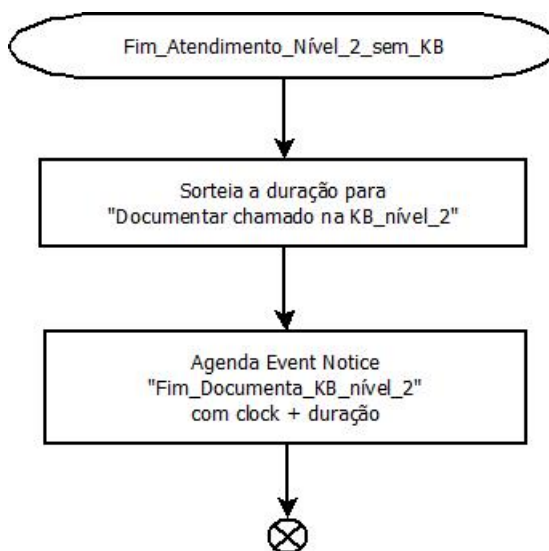 Fim_Atendimento_Nível_2_sem_KB
Sorteia a duração para
"Documentar chamado na KB_nível_2"
Agenda Event Notice
"Fim_Documenta_KB_nível_2"
com clock + duração